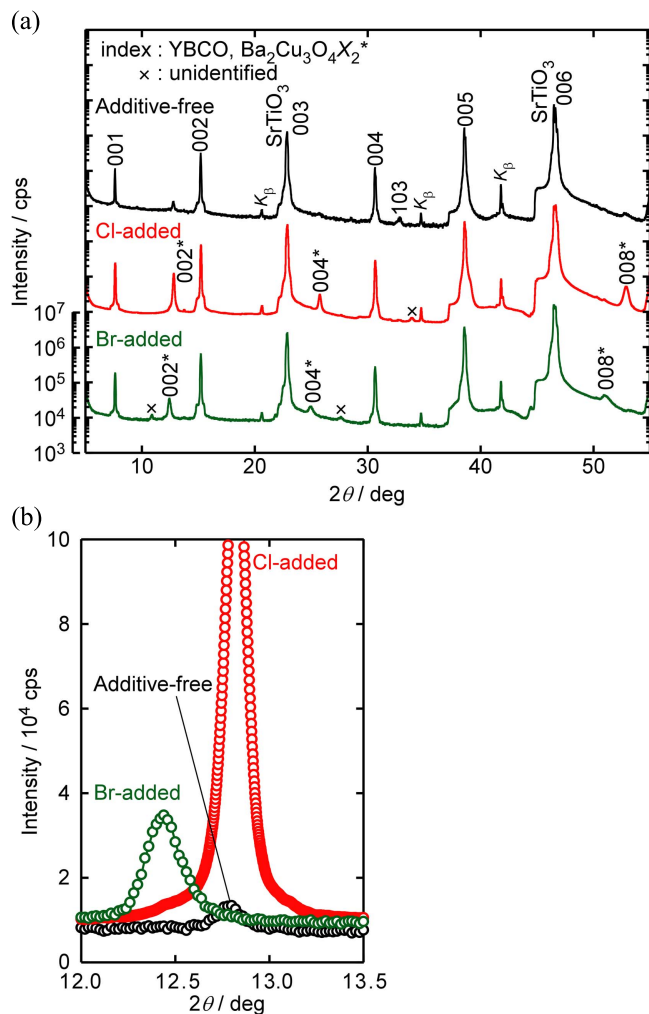 (a)
index : YBCO, Ba2Cu3O4X2*
× : unidentified
Additive-free
001
002
SrTiO3
003
004
005
SrTiO3
006
Kβ
103
Kβ
Kβ
Cl-added
002*
004*
×
008*
Br-added
×
002*
004*
×
008*
Intensity / cps
10^7
10^6
10^5
10^4
10^3
10
20
30
40
50
2θ / deg
(b)
10
8
6
4
2
0
Intensity / 10^4 cps
Cl-added
Additive-free
Br-added
12.0
12.5
13.0
13.5
2θ / deg